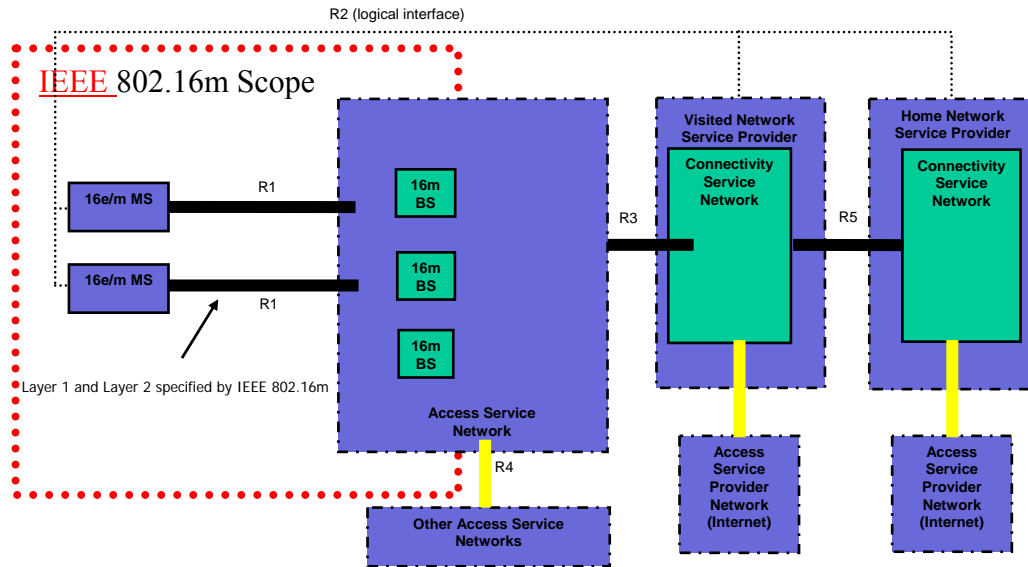 R2 (logical interface)
IEEE 802.16m Scope
16e/m MS
R1
16e/m MS
R1
Layer 1 and Layer 2 specified by IEEE 802.16m
16m
BS
16m
BS
16m
BS
Access Service
Network
R4
Other Access Service
Networks
R3
Visited Network
Service Provider
Connectivity
Service
Network
R5
Home Network
Service Provider
Connectivity
Service
Network
Access
Service
Provider
Network
(Internet)
Access
Service
Provider
Network
(Internet)